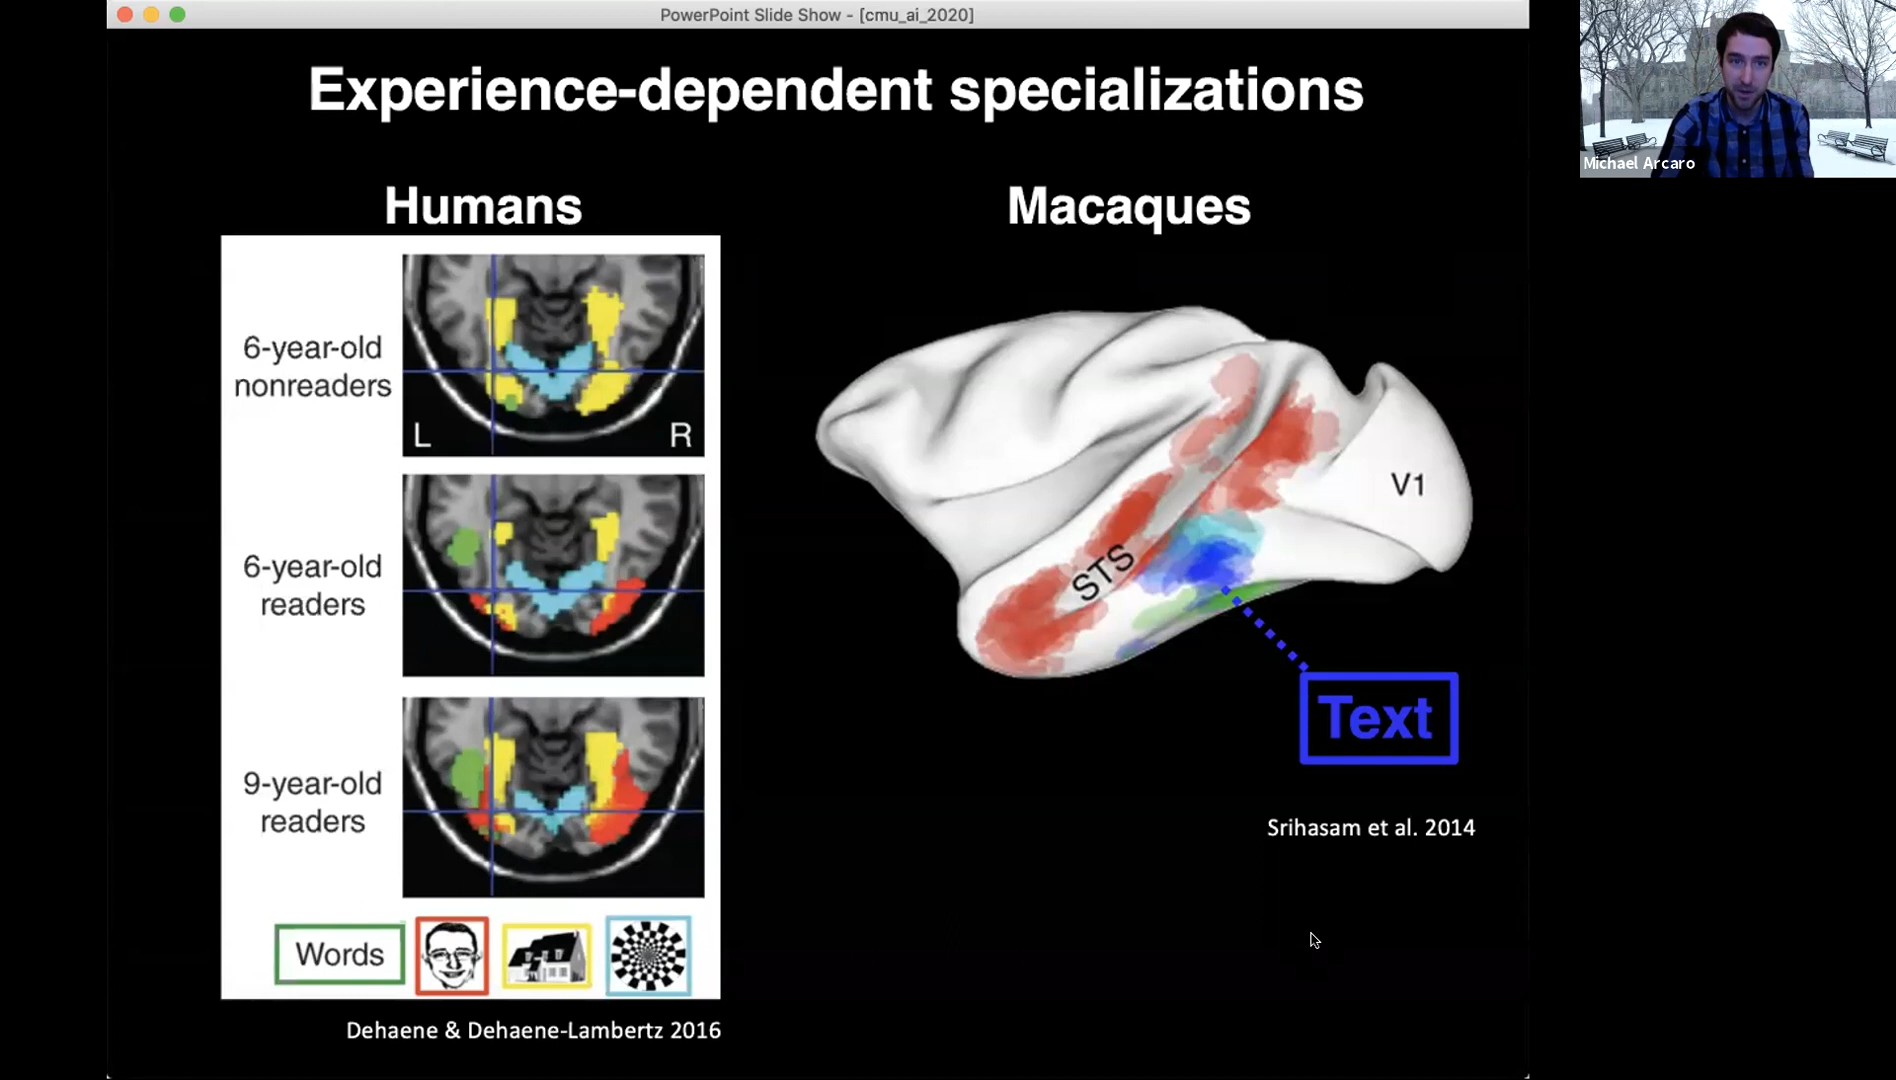 PowerPoint Slide Show - [cmu_ai_2020]
Experience-dependent specializations
Humans
6-year-old
nonreaders
L
R
6-year-old
readers
9-year-old
readers
Words
Dehaene & Dehaene-Lambertz 2016
Macaques
V1
STS
Text
Srihasam et al. 2014
Michael Arcaro